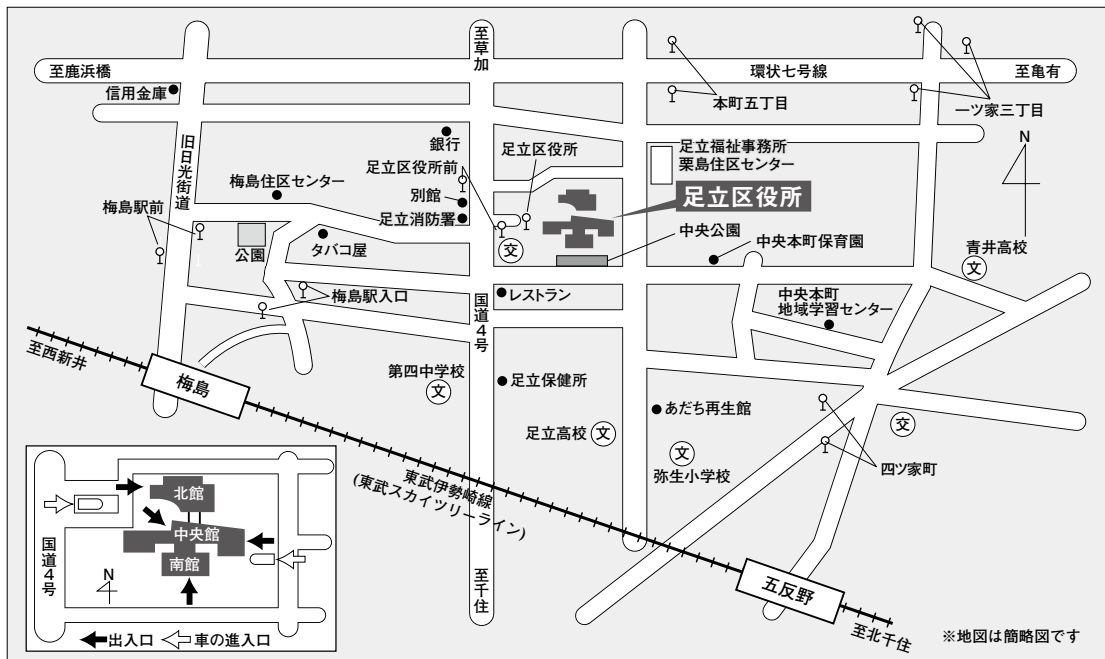 至鹿浜橋
至草加
環状七号線
至亀有
信用金庫
本町五丁目
一ツ家三丁目
旧日光街道
銀行
足立区役所前
足立区役所
足立福祉事務所
栗島住区センター
N
梅島住区センター
別館
足立消防署
足立区役所
梅島駅前
公園
タバコ屋
交
中央公園
中央本町保育園
青井高校
文
梅島駅入口
国道4号
レストラン
中央本町
地域学習センター
至西新井
梅島
第四中学校
文
足立保健所
足立高校
文
あだち再生館
文
弥生小学校
交
四ツ家町
東武伊勢崎線
(東武スカイツリーライン)
至千住
五反野
至北千住
※地図は簡略図です
北館
中央館
南館
国道4号
N
出入口
車の進入口